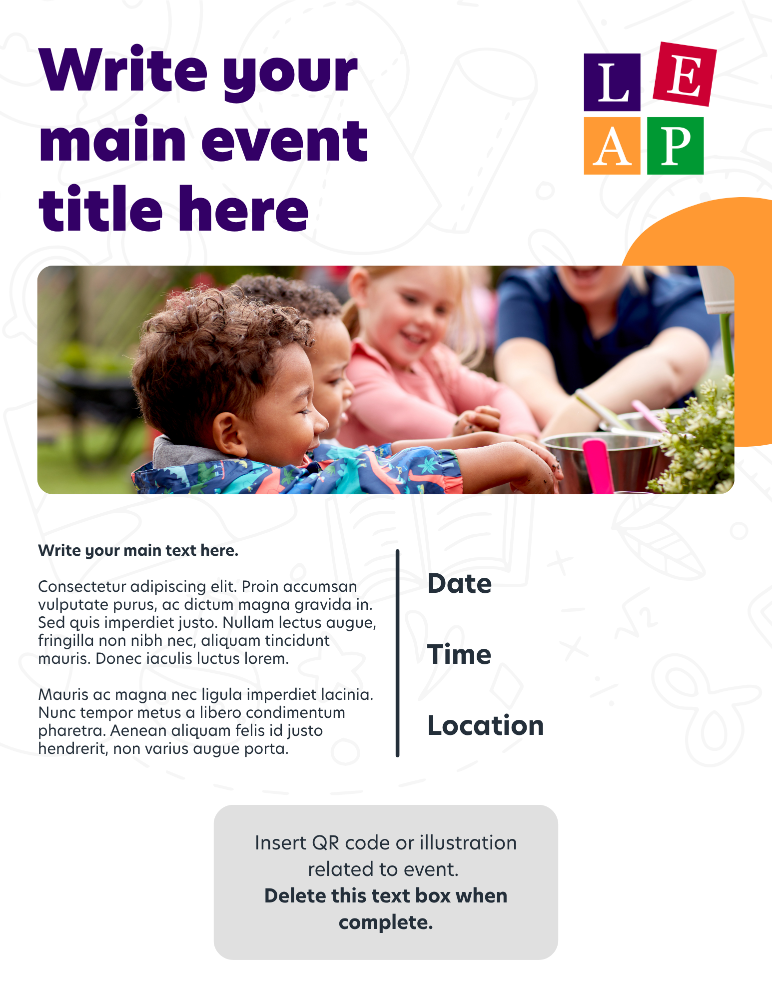 Write your
main event
title here
L E
A P
Write your main text here.
Consectetur adipiscing elit. Proin accumsan
vulputate purus, ac dictum magna gravida in.
Sed quis imperdiet justo. Nullam lectus augue,
fringilla non nibh nec, aliquam tincidunt
mauris. Donec iaculis luctus lorem.
Mauris ac magna nec ligula imperdiet lacinia.
Nunc tempor metus a libero condimentum
pharetra. Aenean aliquam felis id justo
hendrerit, non varius augue porta.
Date
Time
Location
Insert QR code or illustration
related to event.
Delete this text box when
complete.